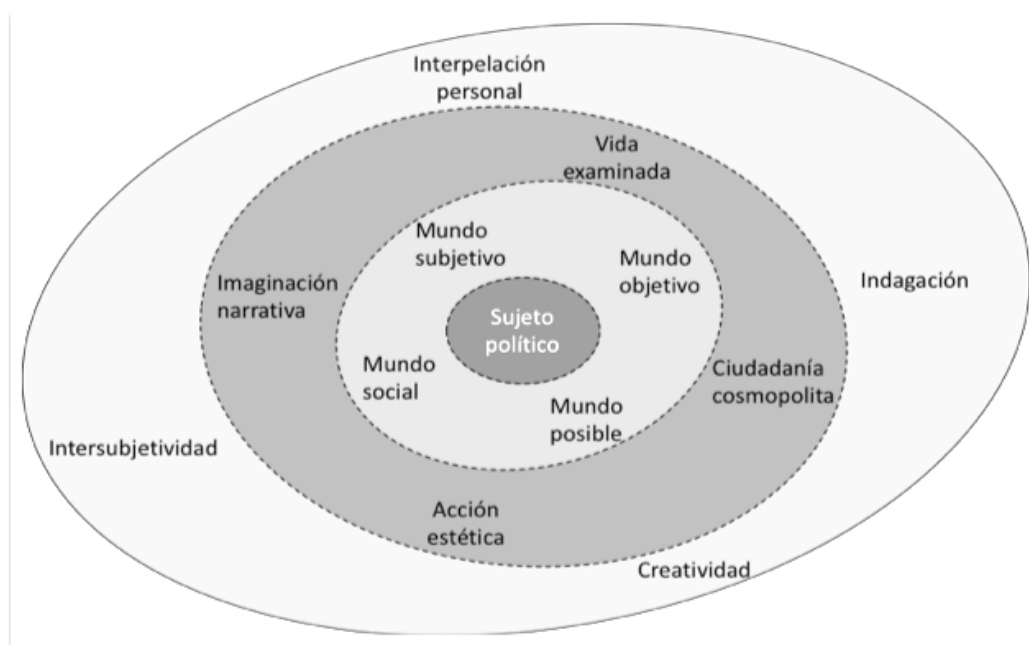 Interpelación
personal
Vida
examinada
Mundo
subjetivo
Mundo
objetivo
Imaginación
narrativa
Indagación
Sujeto
político
Mundo
social
Ciudadanía
cosmopolita
Mundo
posible
Intersubjetividad
Acción
estética
Creatividad